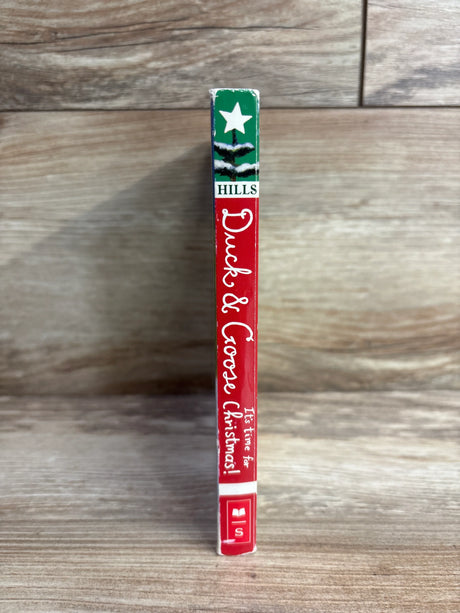 HILLS
Duck & Goose
It's time for
Christmas!
S